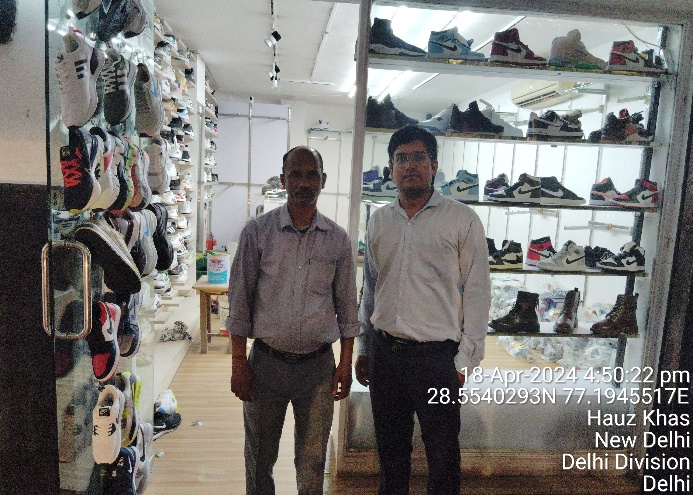 18-Apr-2024 4:50:22 pm
28.5540293N 77.1945517E
Hauz Khas
New Delhi
Delhi Division
Delhi